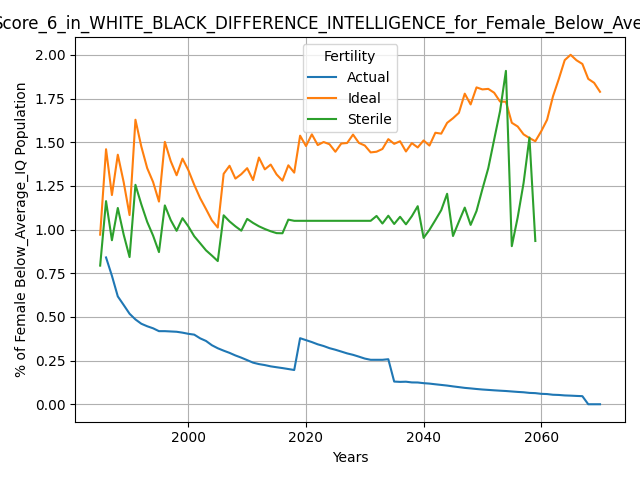 Score_6_in_WHITE_BLACK_DIFFERENCE_INTELLIGENCE_for_Female_Below_Ave
2.00
1.75
1.50
1.25
1.00
0.75
0.50
0.25
0.00
% of Female Below_Average_IQ Population
Fertility
Actual
Ideal
Sterile
2000
2020
2040
2060
Years